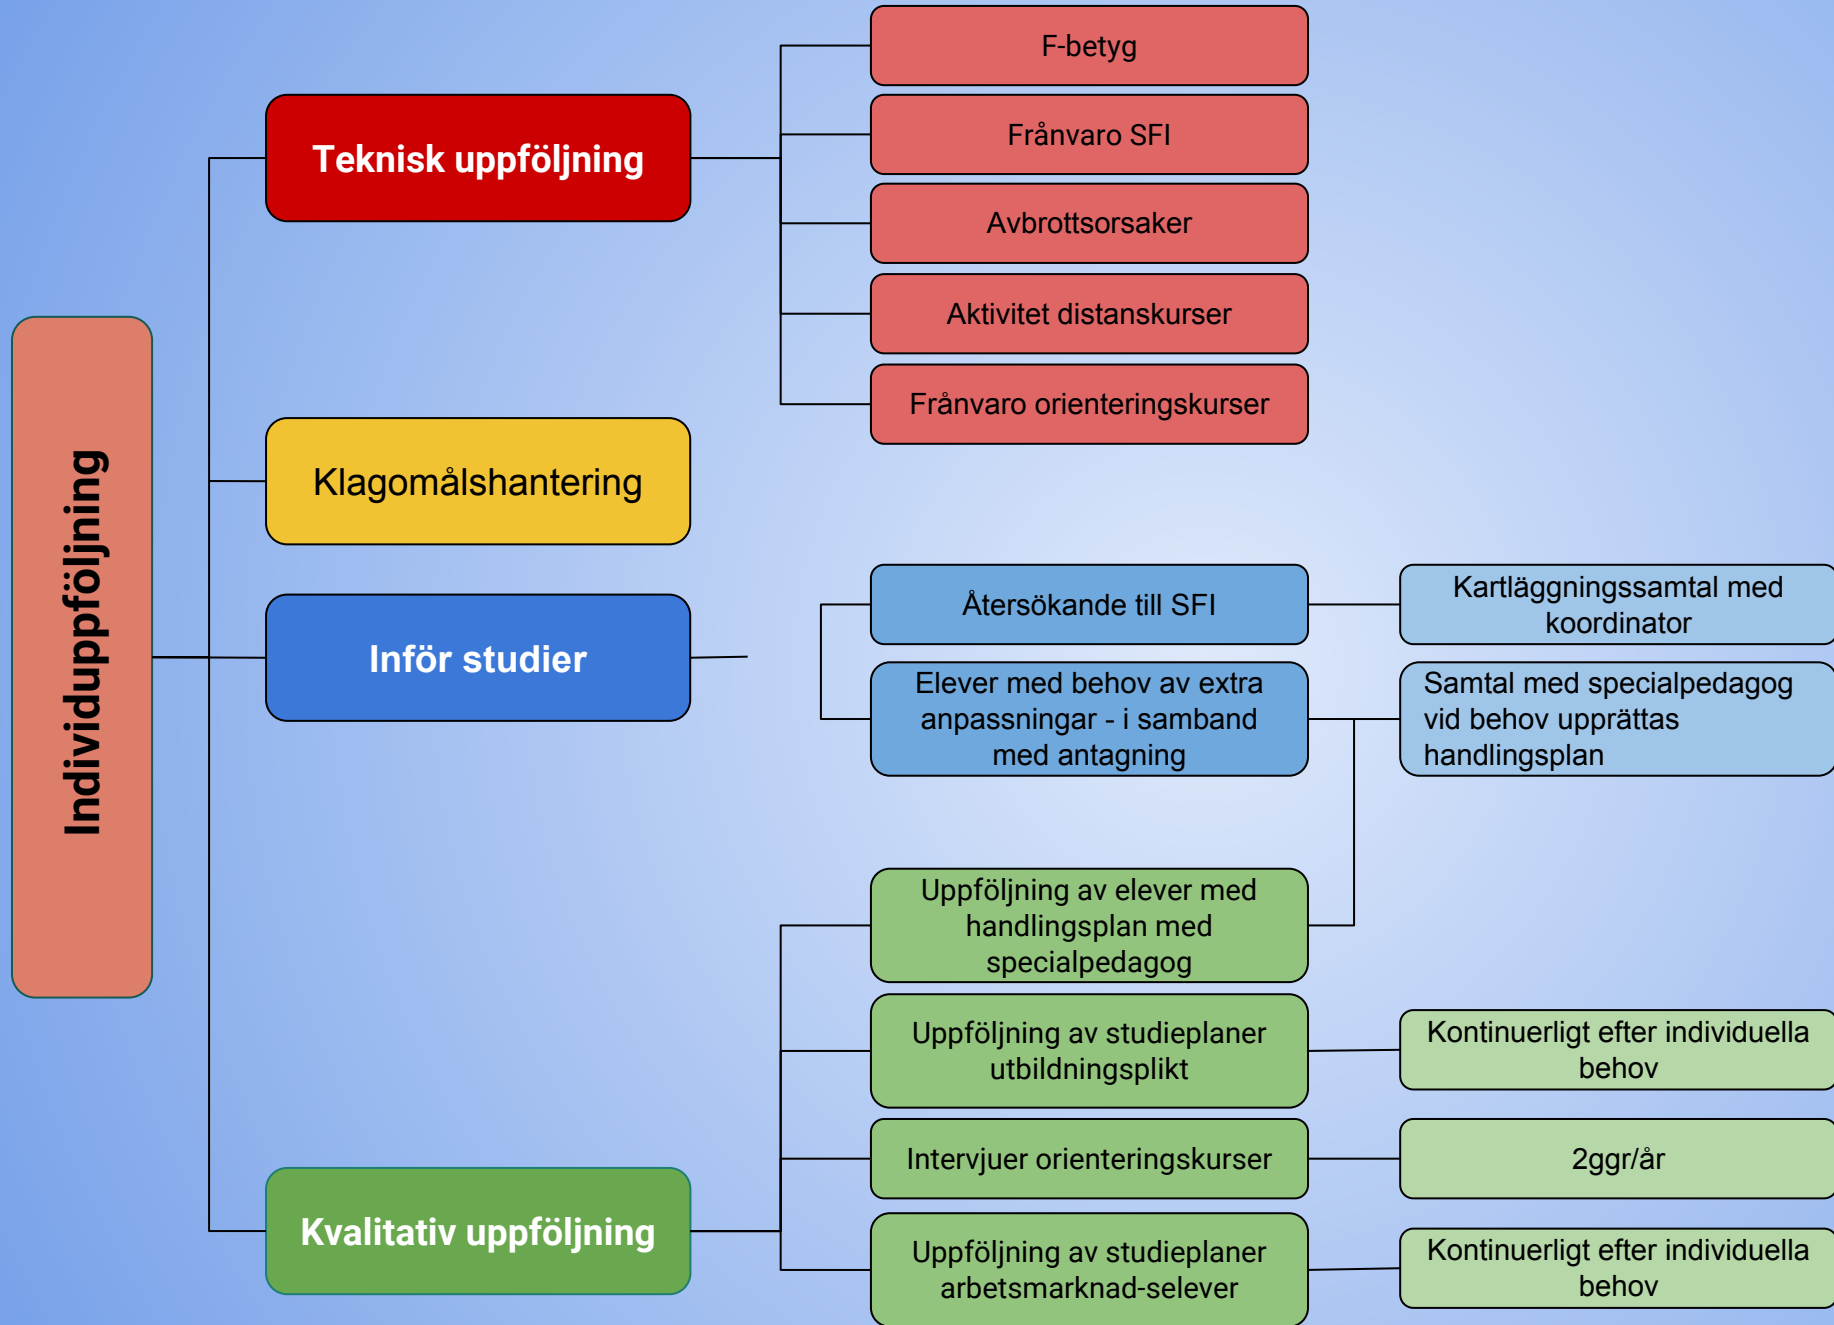 Individuppföljning
Teknisk uppföljning
F-betyg
Frånvaro SFI
Avbrottsorsaker
Aktivitet distanskurser
Frånvaro orienteringskurser
Klagomålshantering
Inför studier
Återsökande till SFI
Kartläggningssamtal med
koordinator
Elever med behov av extra
anpassningar - i samband
med antagning
Samtal med specialpedagog
vid behov upprättas
handlingsplan
Kvalitativ uppföljning
Uppföljning av elever med
handlingsplan med
specialpedagog
Uppföljning av studieplaner
utbildningsplikt
Kontinuerligt efter individuella
behov
Intervjuer orienteringskurser
2ggr/år
Uppföljning av studieplaner
arbetsmarknad-selever
Kontinuerligt efter individuella
behov